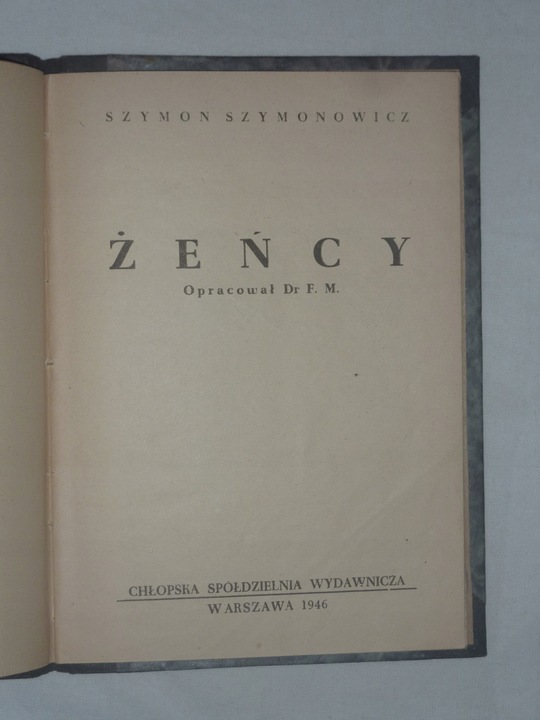 SZYMON SZYMONOWICZ
ŻEŃCY
Opracował Dr F. M.
CHŁOPSKA SPÓŁDZIELNIA WYDAWNICZA
WARSZAWA 1946